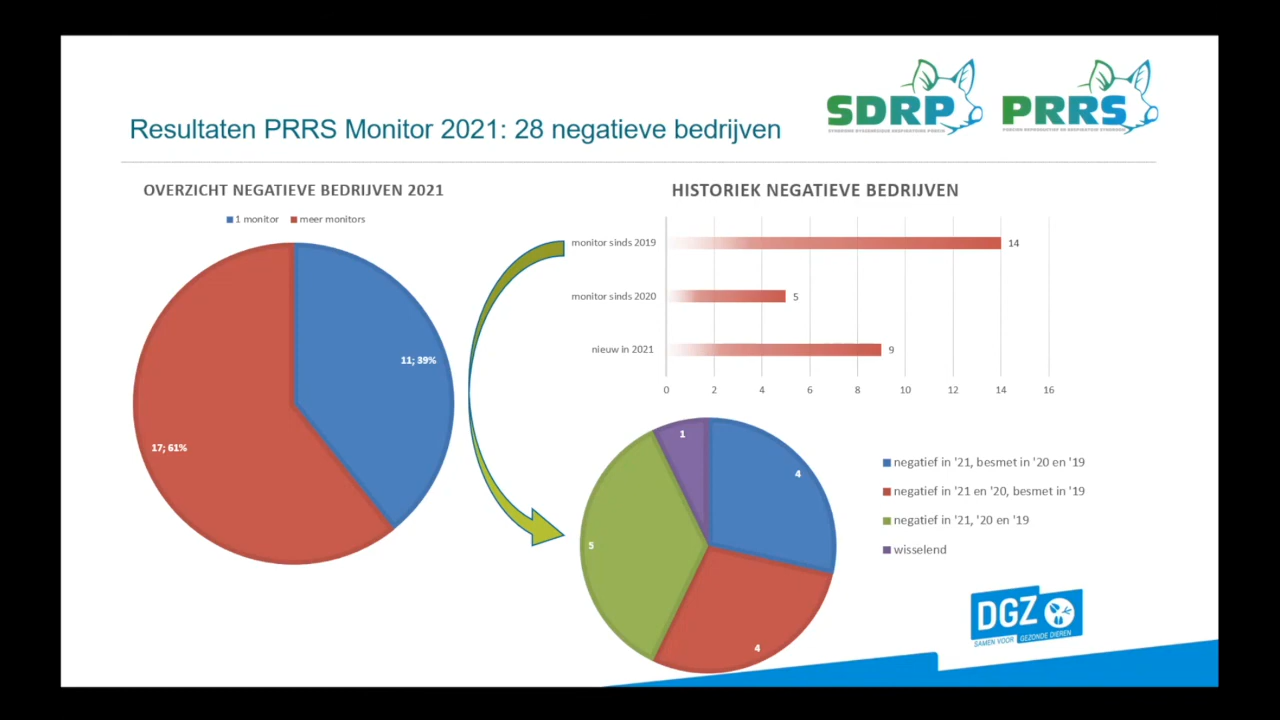 SDRP
PRRS
Resultaten PRRS Monitor 2021: 28 negatieve bedrijven
OVERZICHT NEGATIEVE BEDRIJVEN 2021
1 monitor
meer monitors
11; 39%
17; 61%
HISTORIEK NEGATIEVE BEDRIJVEN
monitor sinds 2019
14
monitor sinds 2020
5
nieuw in 2021
9
0 2 4 6 8 10 12 14 16
1
4
5
4
negatief in '21, besmet in '20 en '19
negatief in '21 en '20, besmet in '19
negatief in '21, '20 en '19
wisselend
DGZ
SAMEN VOOR GEZONDE DIEREN